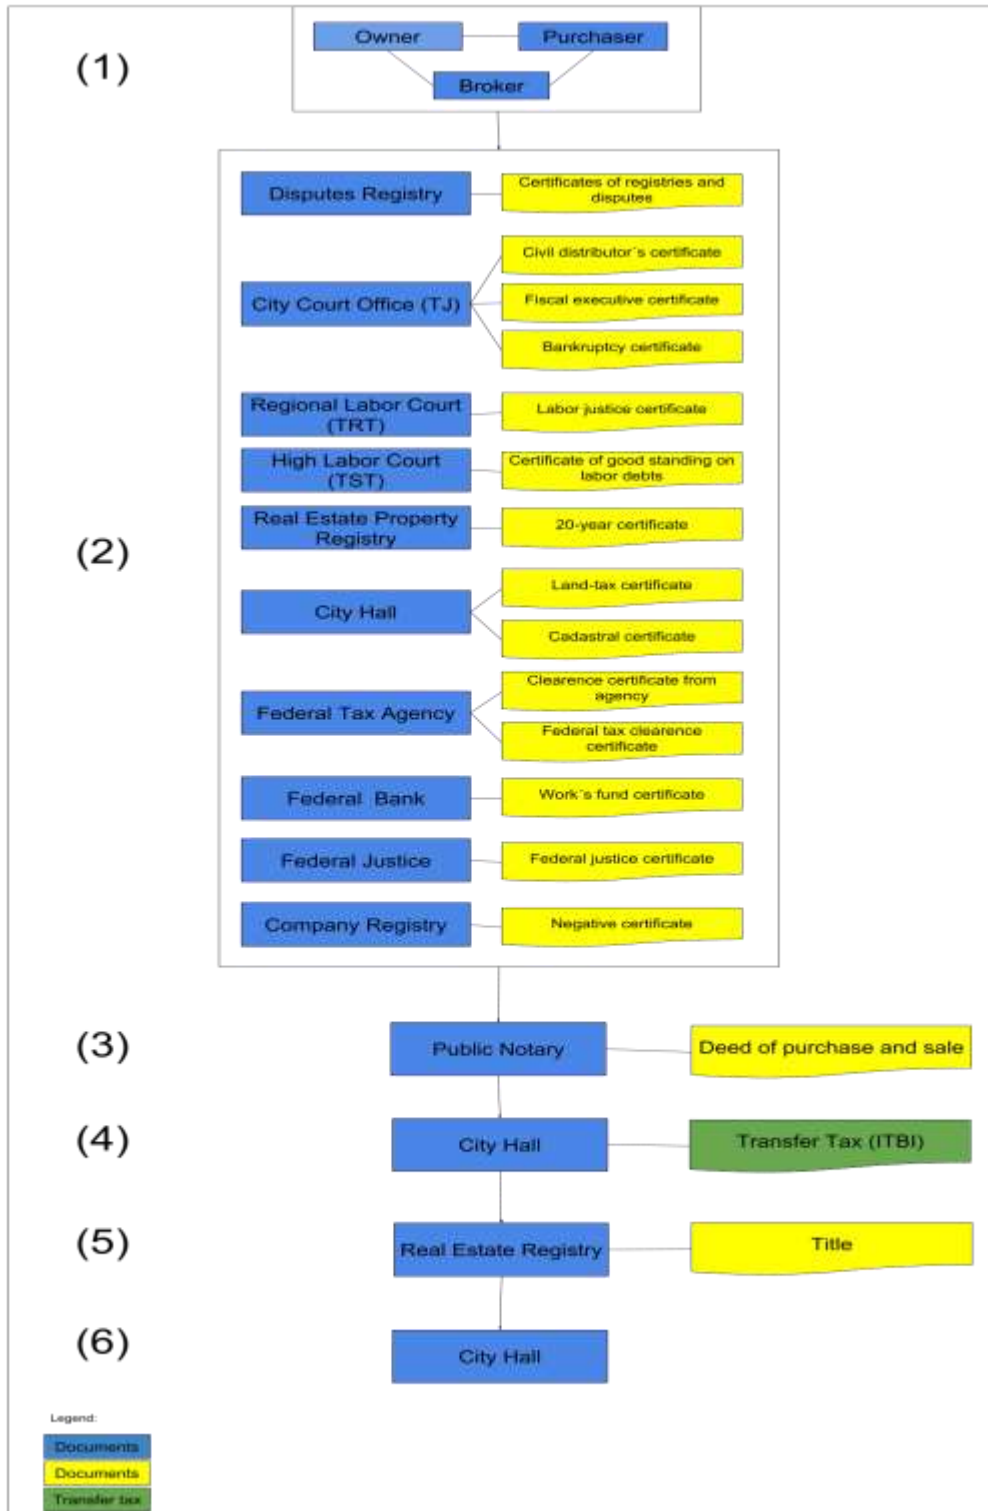 (1)
Owner
Purchaser
Broker
(2)
Disputes Registry
Certificates of registries and
disputes
City Court Office (TJ)
Civil distributor´s certificate
Fiscal executive certificate
Bankruptcy certificate
Regional Labor Court
(TRT)
Labor justice certificate
High Labor Court
(TST)
Certificate of good standing on
labor debts
Real Estate Property
Registry
20-year certificate
City Hall
Land-tax certificate
Cadastral certificate
Federal Tax Agency
Clearence certificate from
agency
Federal tax clearence
certificate
Federal Bank
Work´s fund certificate
Federal Justice
Federal justice certificate
Company Registry
Negative certificate
(3)
Public Notary
Deed of purchase and sale
(4)
City Hall
Transfer Tax (ITBI)
(5)
Real Estate Registry
Title
(6)
City Hall
Legend:
Documents
Documents
Transfer tax